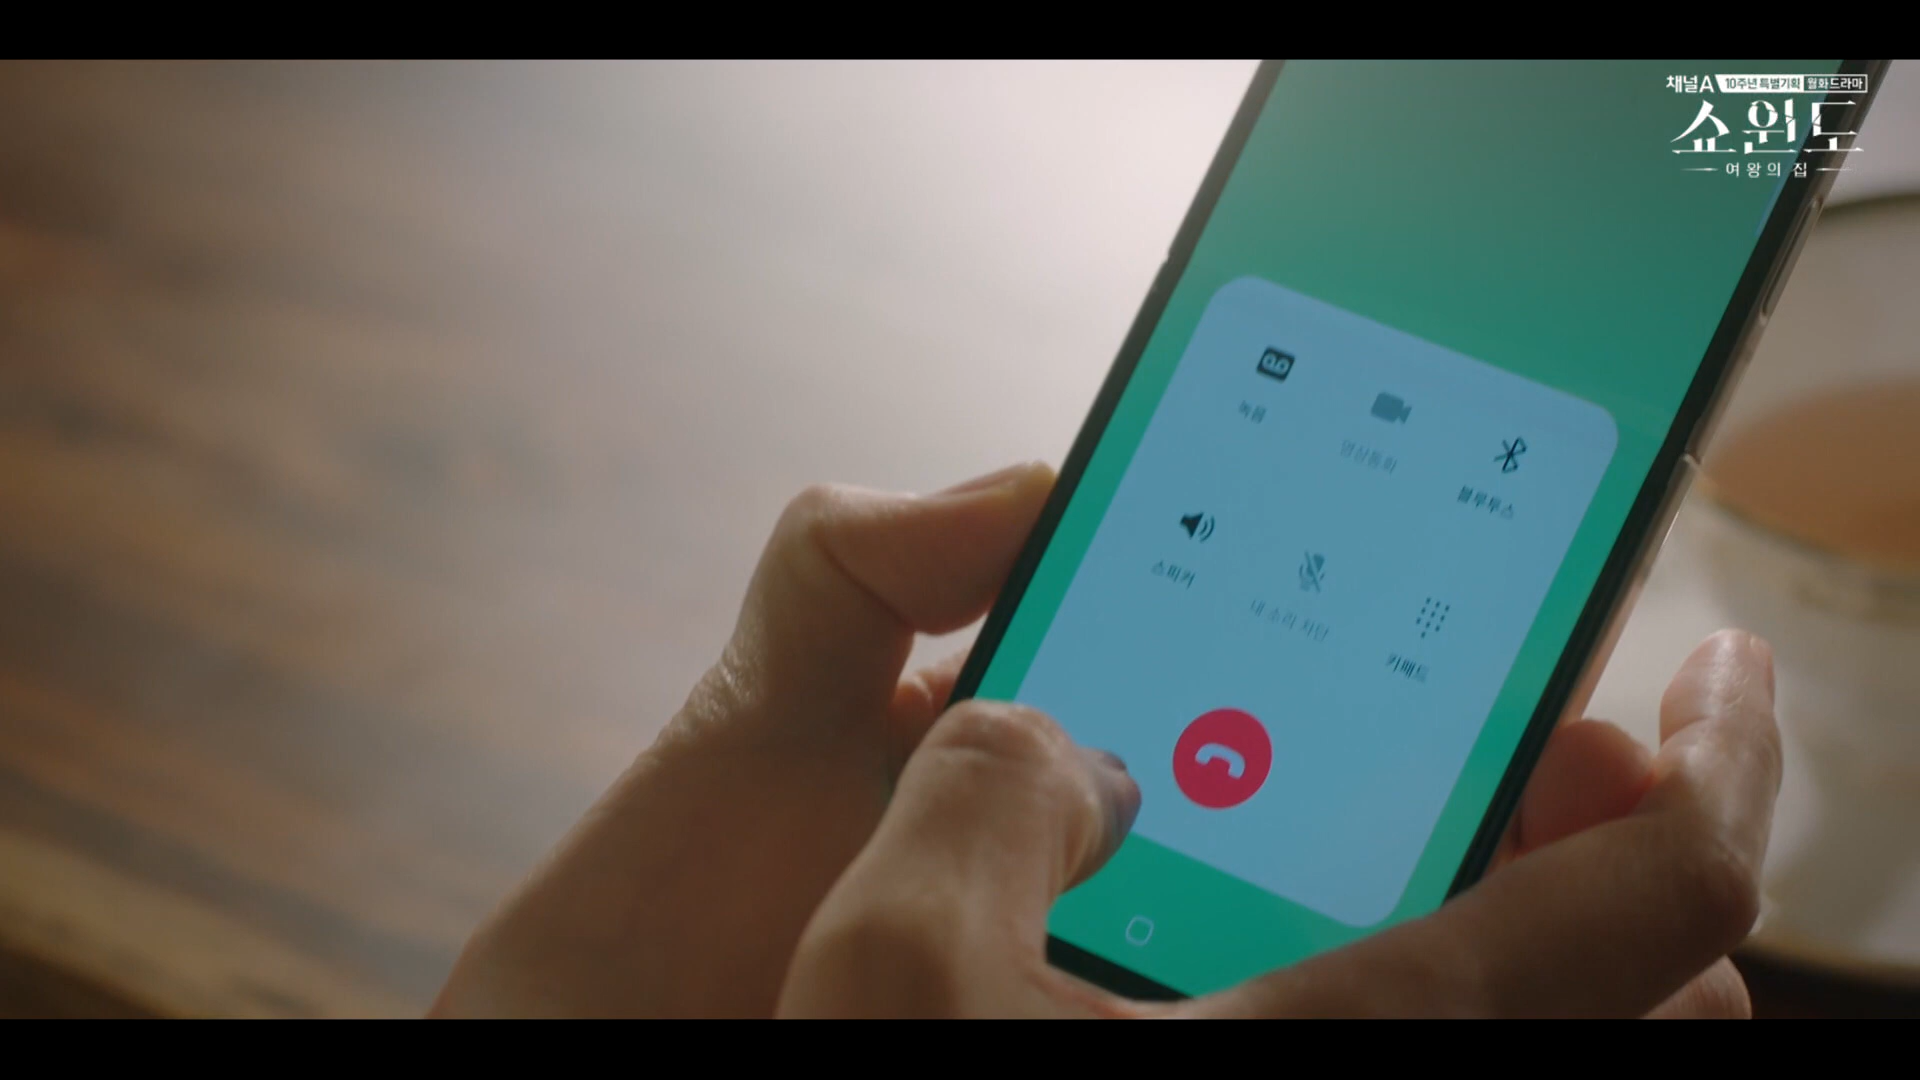 채널A 10주년 특별기획 월화드라마
쇼윈도
여왕의 집
녹음
영상통화
블루투스
스피커
내 소리 차단
키패드